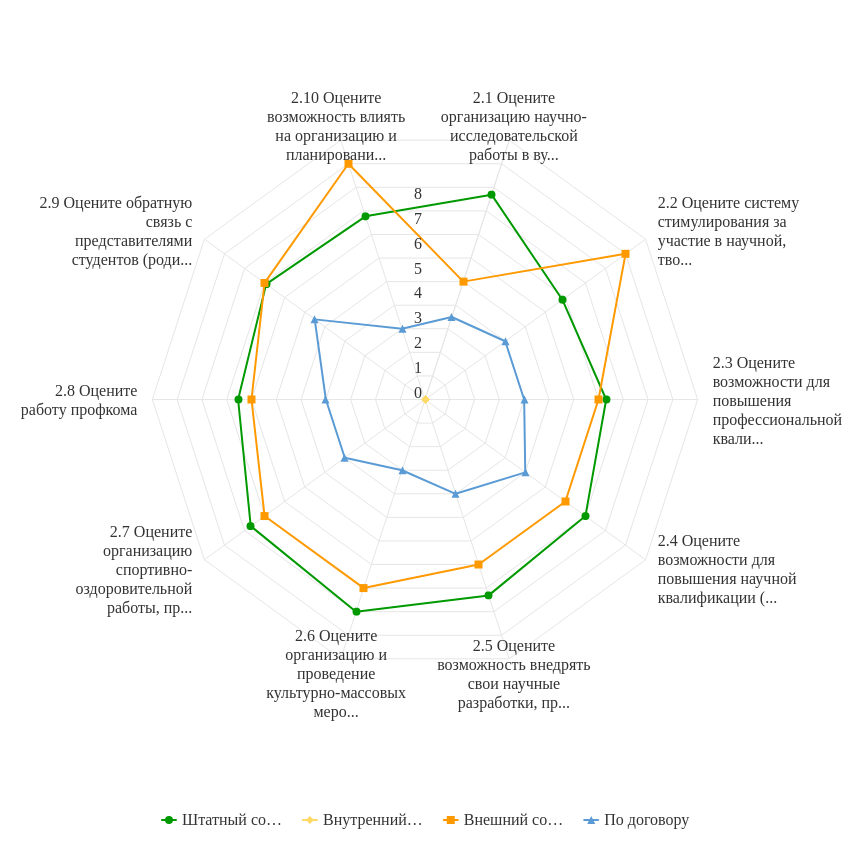 2.10 Оцените
возможность влиять
на организацию и
планировани...
2.1 Оцените
организацию научно-
исследовательской
работы в ву...
2.9 Оцените обратную
связь с
представителями
студентов (роди...
2.2 Оцените систему
стимулирования за
участие в научной,
тво...
8
7
6
5
4
3
2
1
0
2.8 Оцените
работу профкома
2.3 Оцените
возможности для
повышения
профессиональной
квали...
2.7 Оцените
организацию
спортивно-
оздоровительной
работы, пр...
2.4 Оцените
возможности для
повышения научной
квалификации (...
2.6 Оцените
организацию и
проведение
культурно-массовых
меро...
2.5 Оцените
возможность внедрять
свои научные
разработки, пр...
Штатный со… Внутренний… Внешний со… По договору